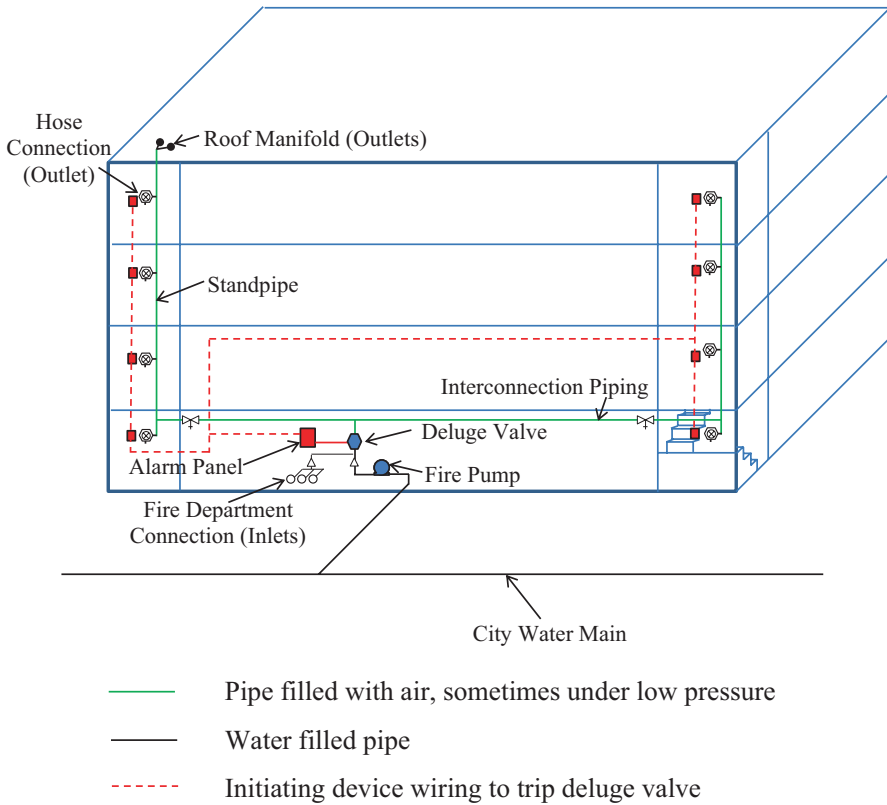 Hose
Connection
(Outlet)
Roof Manifold (Outlets)
Standpipe
Interconnection Piping
Deluge Valve
Alarm Panel
Fire Pump
Fire Department
Connection (Inlets)
City Water Main
Pipe filled with air, sometimes under low pressure
Water filled pipe
Initiating device wiring to trip deluge valve